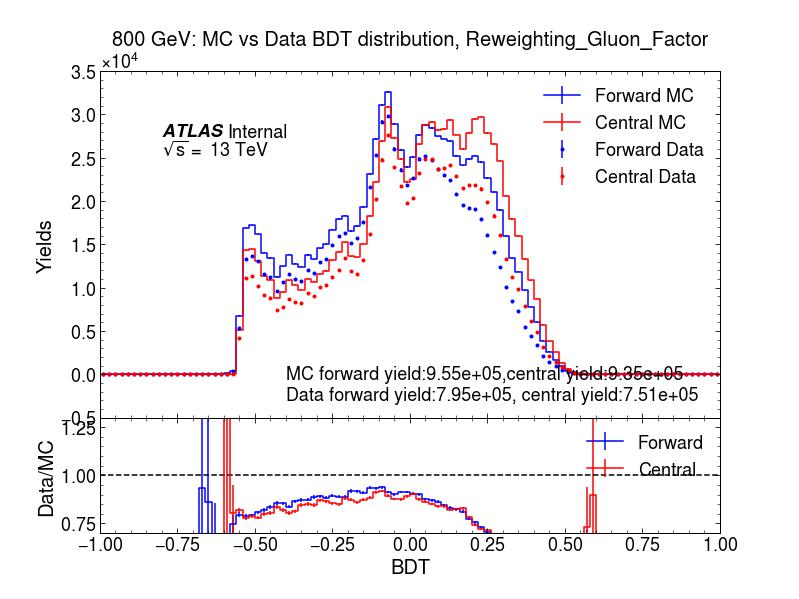 800 GeV: MC vs Data BDT distribution, Reweighting_Gluon_Factor
×10⁴
3.5
3.0
2.5
2.0
1.5
1.0
0.5
0.0
0.5
Yields
ATLAS Internal
√s = 13 TeV
Forward MC
Central MC
Forward Data
Central Data
MC forward yield:9.55e+05,central yield:9.35e+05
Data forward yield:7.95e+05, central yield:7.51e+05
1.25
1.00
0.75
Data/MC
Forward
Central
−1.00 −0.75 −0.50 −0.25 0.00 0.25 0.50 0.75 1.00
BDT